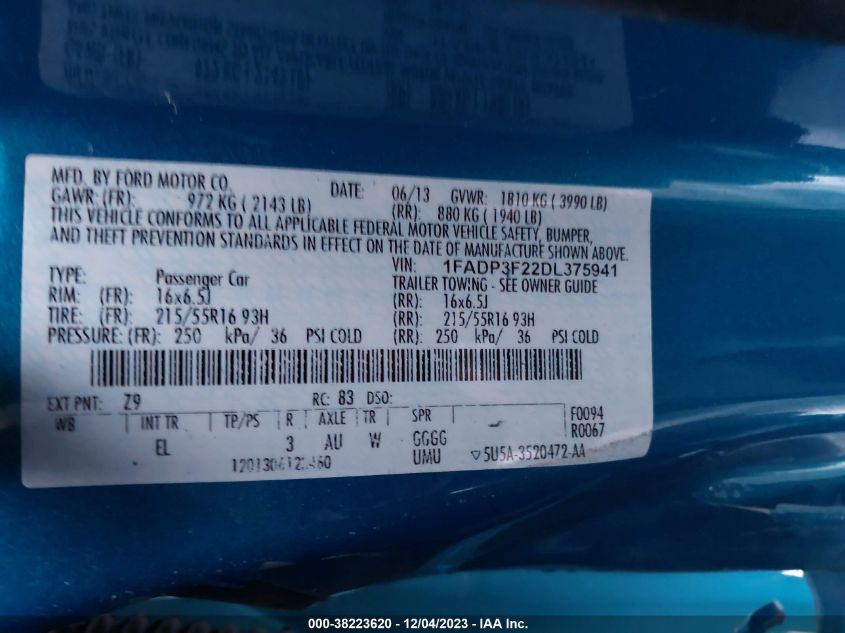 MFD. BY FORD MOTOR CO.
DATE: 06/13 GVWR: 1810 KG ( 3990 LB)
GAWR: (FR): 972 KG ( 2143 LB) (RR): 880 KG ( 1940 LB)
THIS VEHICLE CONFORMS TO ALL APPLICABLE FEDERAL MOTOR VEHICLE SAFETY, BUMPER,
AND THEFT PREVENTION STANDARDS IN EFFECT ON THE DATE OF MANUFACTURE SHOWN ABOVE.
VIN: 1FADP3F22DL375941
TYPE: Passenger Car TRAILER TOWING - SEE OWNER GUIDE
RIM: (FR): 16x6.5J (RR): 16x6.5J
TIRE: (FR): 215/55R16 93H (RR): 215/55R16 93H
PRESSURE: (FR): 250 kPa/ 36 PSI COLD (RR): 250 kPa/ 36 PSI COLD
EXT PNT: Z9 RC: 83 DSO:
WB INT TR TP/PS R AXLE TR SPR F0094
EL 3 AU W GGGG R0067
UMU ▽5U5A-3520472-AA
000-38223620 - 12/04/2023 - IAA Inc.